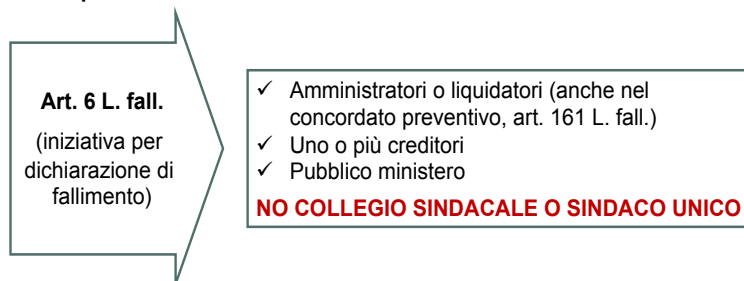 Art. 6 L. fall.
(iniziativa per
dichiarazione di
fallimento)
✓ Amministratori o liquidatori (anche nel
concordato preventivo, art. 161 L. fall.)
✓ Uno o più creditori
✓ Pubblico ministero
NO COLLEGIO SINDACALE O SINDACO UNICO